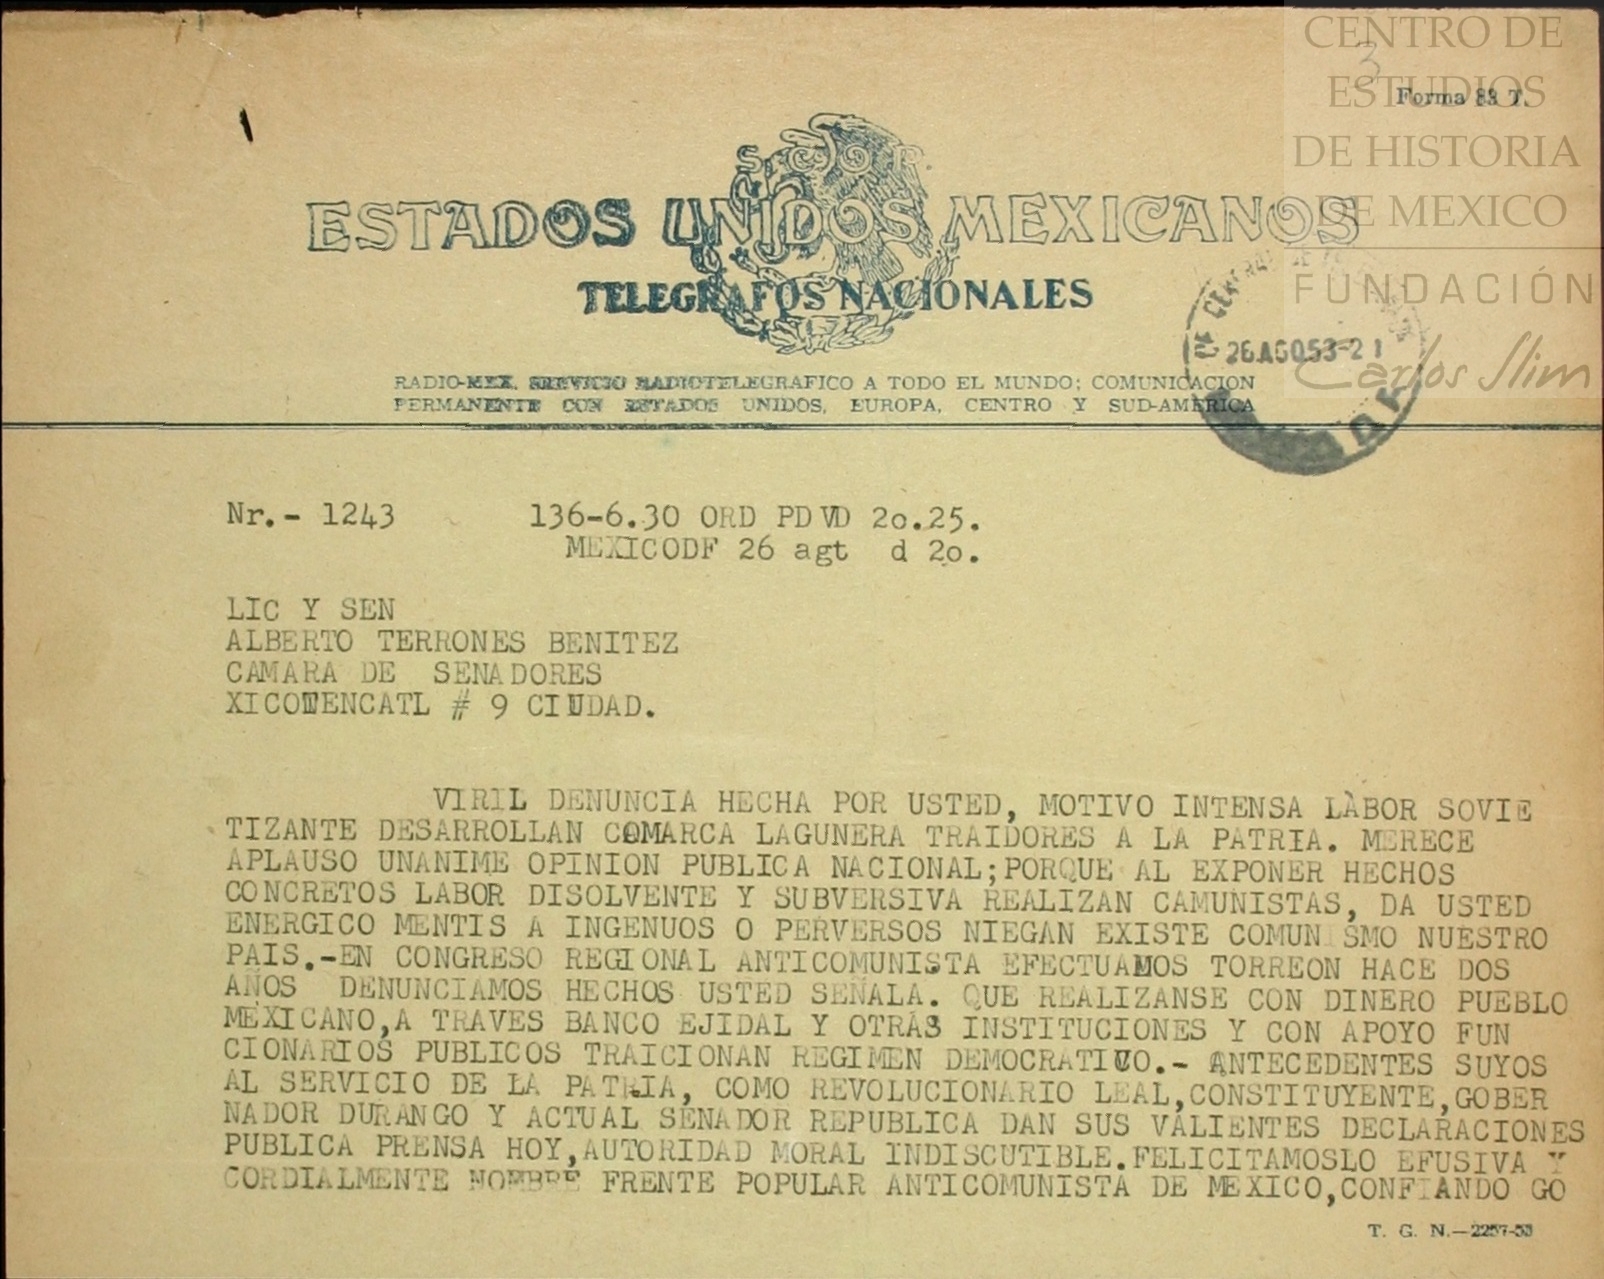 CENTRO DE
ESTUDIOS
DE HISTORIA
DE MEXICO
FUNDACIÓN
Carlos Slim
3
Forma 83 T.
S C O P.
ESTADOS UNIDOS MEXICANOS
TELEGRAFOS NACIONALES
26AGO53-21
RADIO-MEX. SERVICIO RADIOTELEGRAFICO A TODO EL MUNDO; COMUNICACION
PERMANENTE CON ESTADOS UNIDOS, EUROPA, CENTRO Y SUD-AMERICA
Nr.- 1243 136-6.30 ORD PDVD 2o.25.
MEXICODF 26 agt d 2o.
LIC Y SEN
ALBERTO TERRONES BENITEZ
CAMARA DE SENADORES
XICOTENCATL # 9 CIUDAD.
VIRIL DENUNCIA HECHA POR USTED, MOTIVO INTENSA LABOR SOVIE
TIZANTE DESARROLLAN COMARCA LAGUNERA TRAIDORES A LA PATRIA. MERECE
APLAUSO UNANIME OPINION PUBLICA NACIONAL;PORQUE AL EXPONER HECHOS
CONCRETOS LABOR DISOLVENTE Y SUBVERSIVA REALIZAN CAMUNISTAS, DA USTED
ENERGICO MENTIS A INGENUOS O PERVERSOS NIEGAN EXISTE COMUNISMO NUESTRO
PAIS.-EN CONGRESO REGIONAL ANTICOMUNISTA EFECTUAMOS TORREON HACE DOS
AÑOS DENUNCIAMOS HECHOS USTED SEÑALA. QUE REALIZANSE CON DINERO PUEBLO
MEXICANO,A TRAVES BANCO EJIDAL Y OTRAS INSTITUCIONES Y CON APOYO FUN
CIONARIOS PUBLICOS TRAICIONAN REGIMEN DEMOCRATICO.- ANTECEDENTES SUYOS
AL SERVICIO DE LA PATRIA, COMO REVOLUCIONARIO LEAL,CONSTITUYENTE,GOBER
NADOR DURANGO Y ACTUAL SENADOR REPUBLICA DAN SUS VALIENTES DECLARACIONES
PUBLICA PRENSA HOY,AUTORIDAD MORAL INDISCUTIBLE.FELICITAMOSLO EFUSIVA Y
CORDIALMENTE NOMBRE FRENTE POPULAR ANTICOMUNISTA DE MEXICO,CONFIANDO GO
T. G. N.—2257-53